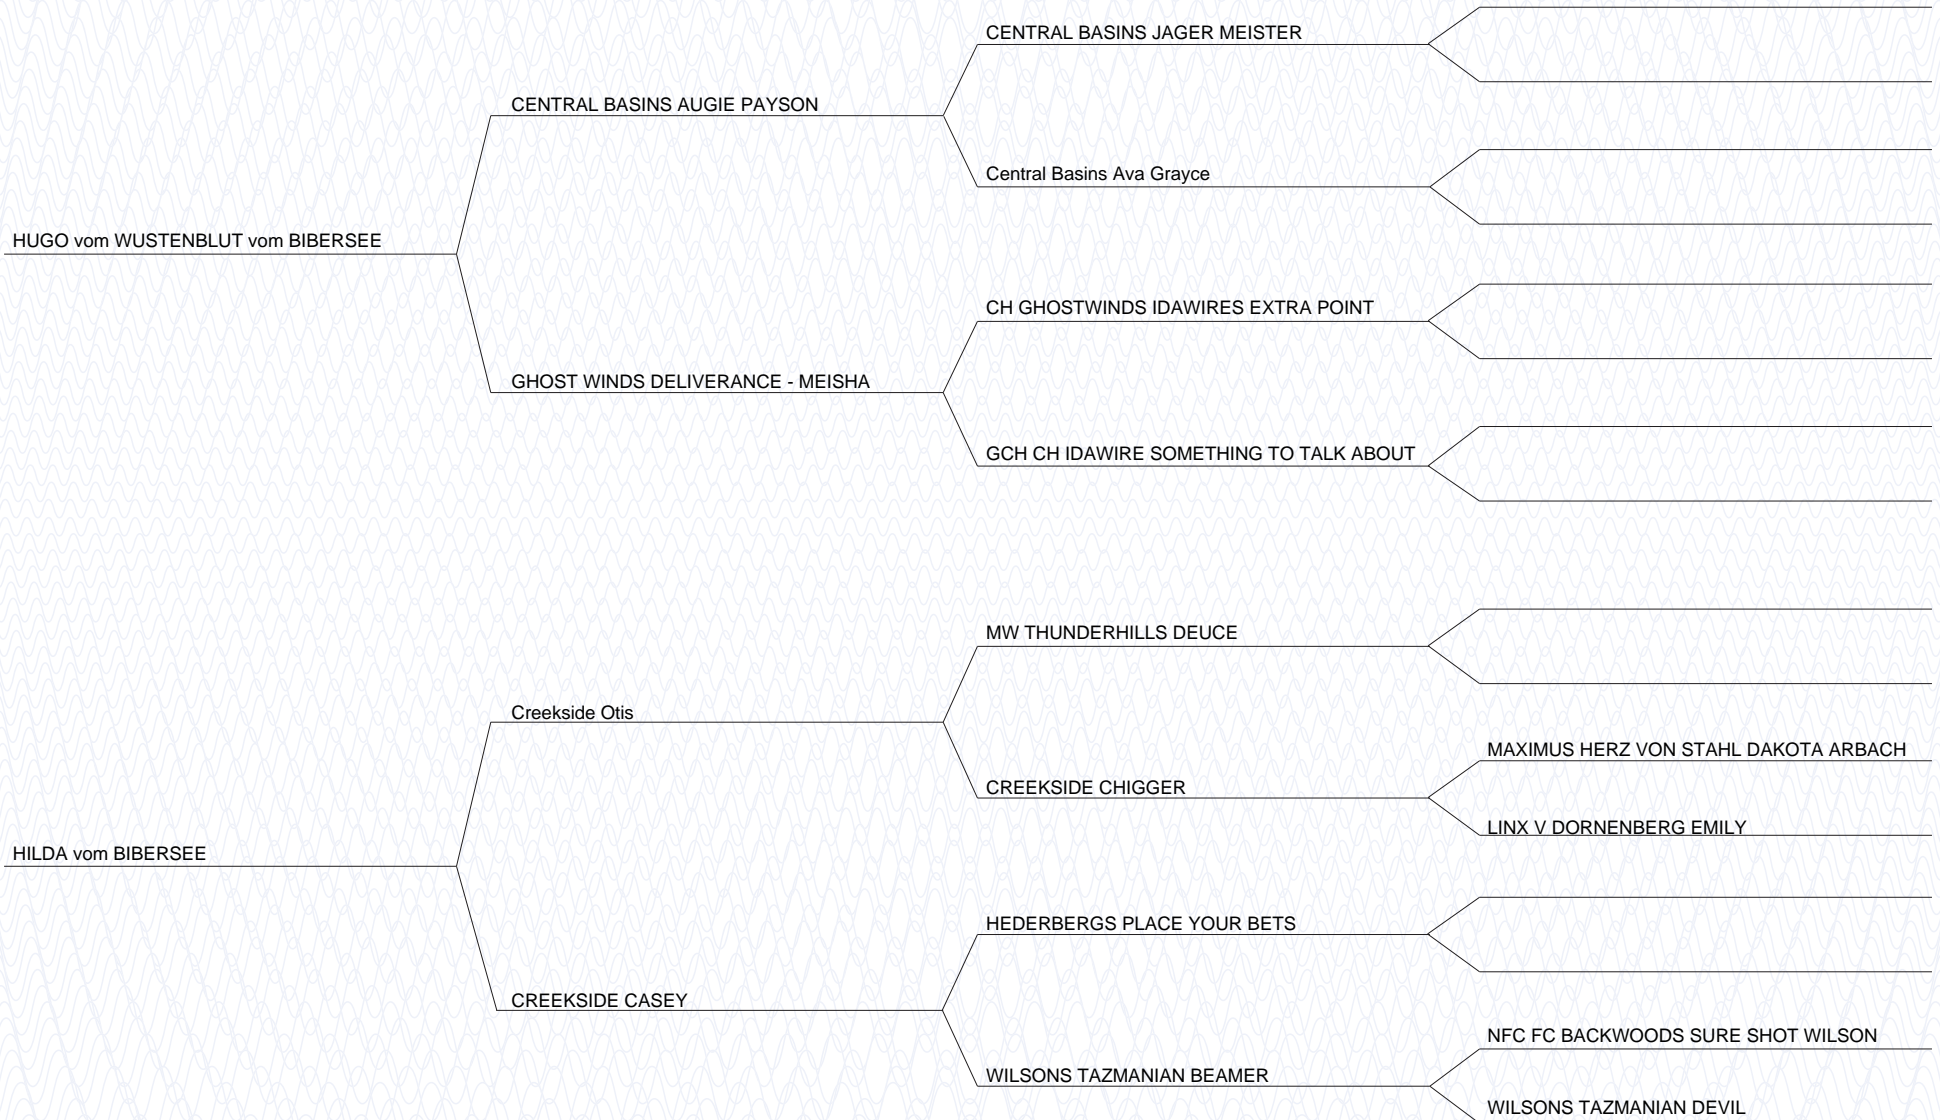 CENTRAL BASINS JAGER MEISTER
CENTRAL BASINS AUGIE PAYSON
Central Basins Ava Grayce
HUGO vom WUSTENBLUT vom BIBERSEE
CH GHOSTWINDS IDAWIRES EXTRA POINT
GHOST WINDS DELIVERANCE - MEISHA
GCH CH IDAWIRE SOMETHING TO TALK ABOUT
MW THUNDERHILLS DEUCE
Creekside Otis
MAXIMUS HERZ VON STAHL DAKOTA ARBACH
CREEKSIDE CHIGGER
LINX V DORNENBERG EMILY
HILDA vom BIBERSEE
HEDERBERGS PLACE YOUR BETS
CREEKSIDE CASEY
NFC FC BACKWOODS SURE SHOT WILSON
WILSONS TAZMANIAN BEAMER
WILSONS TAZMANIAN DEVIL